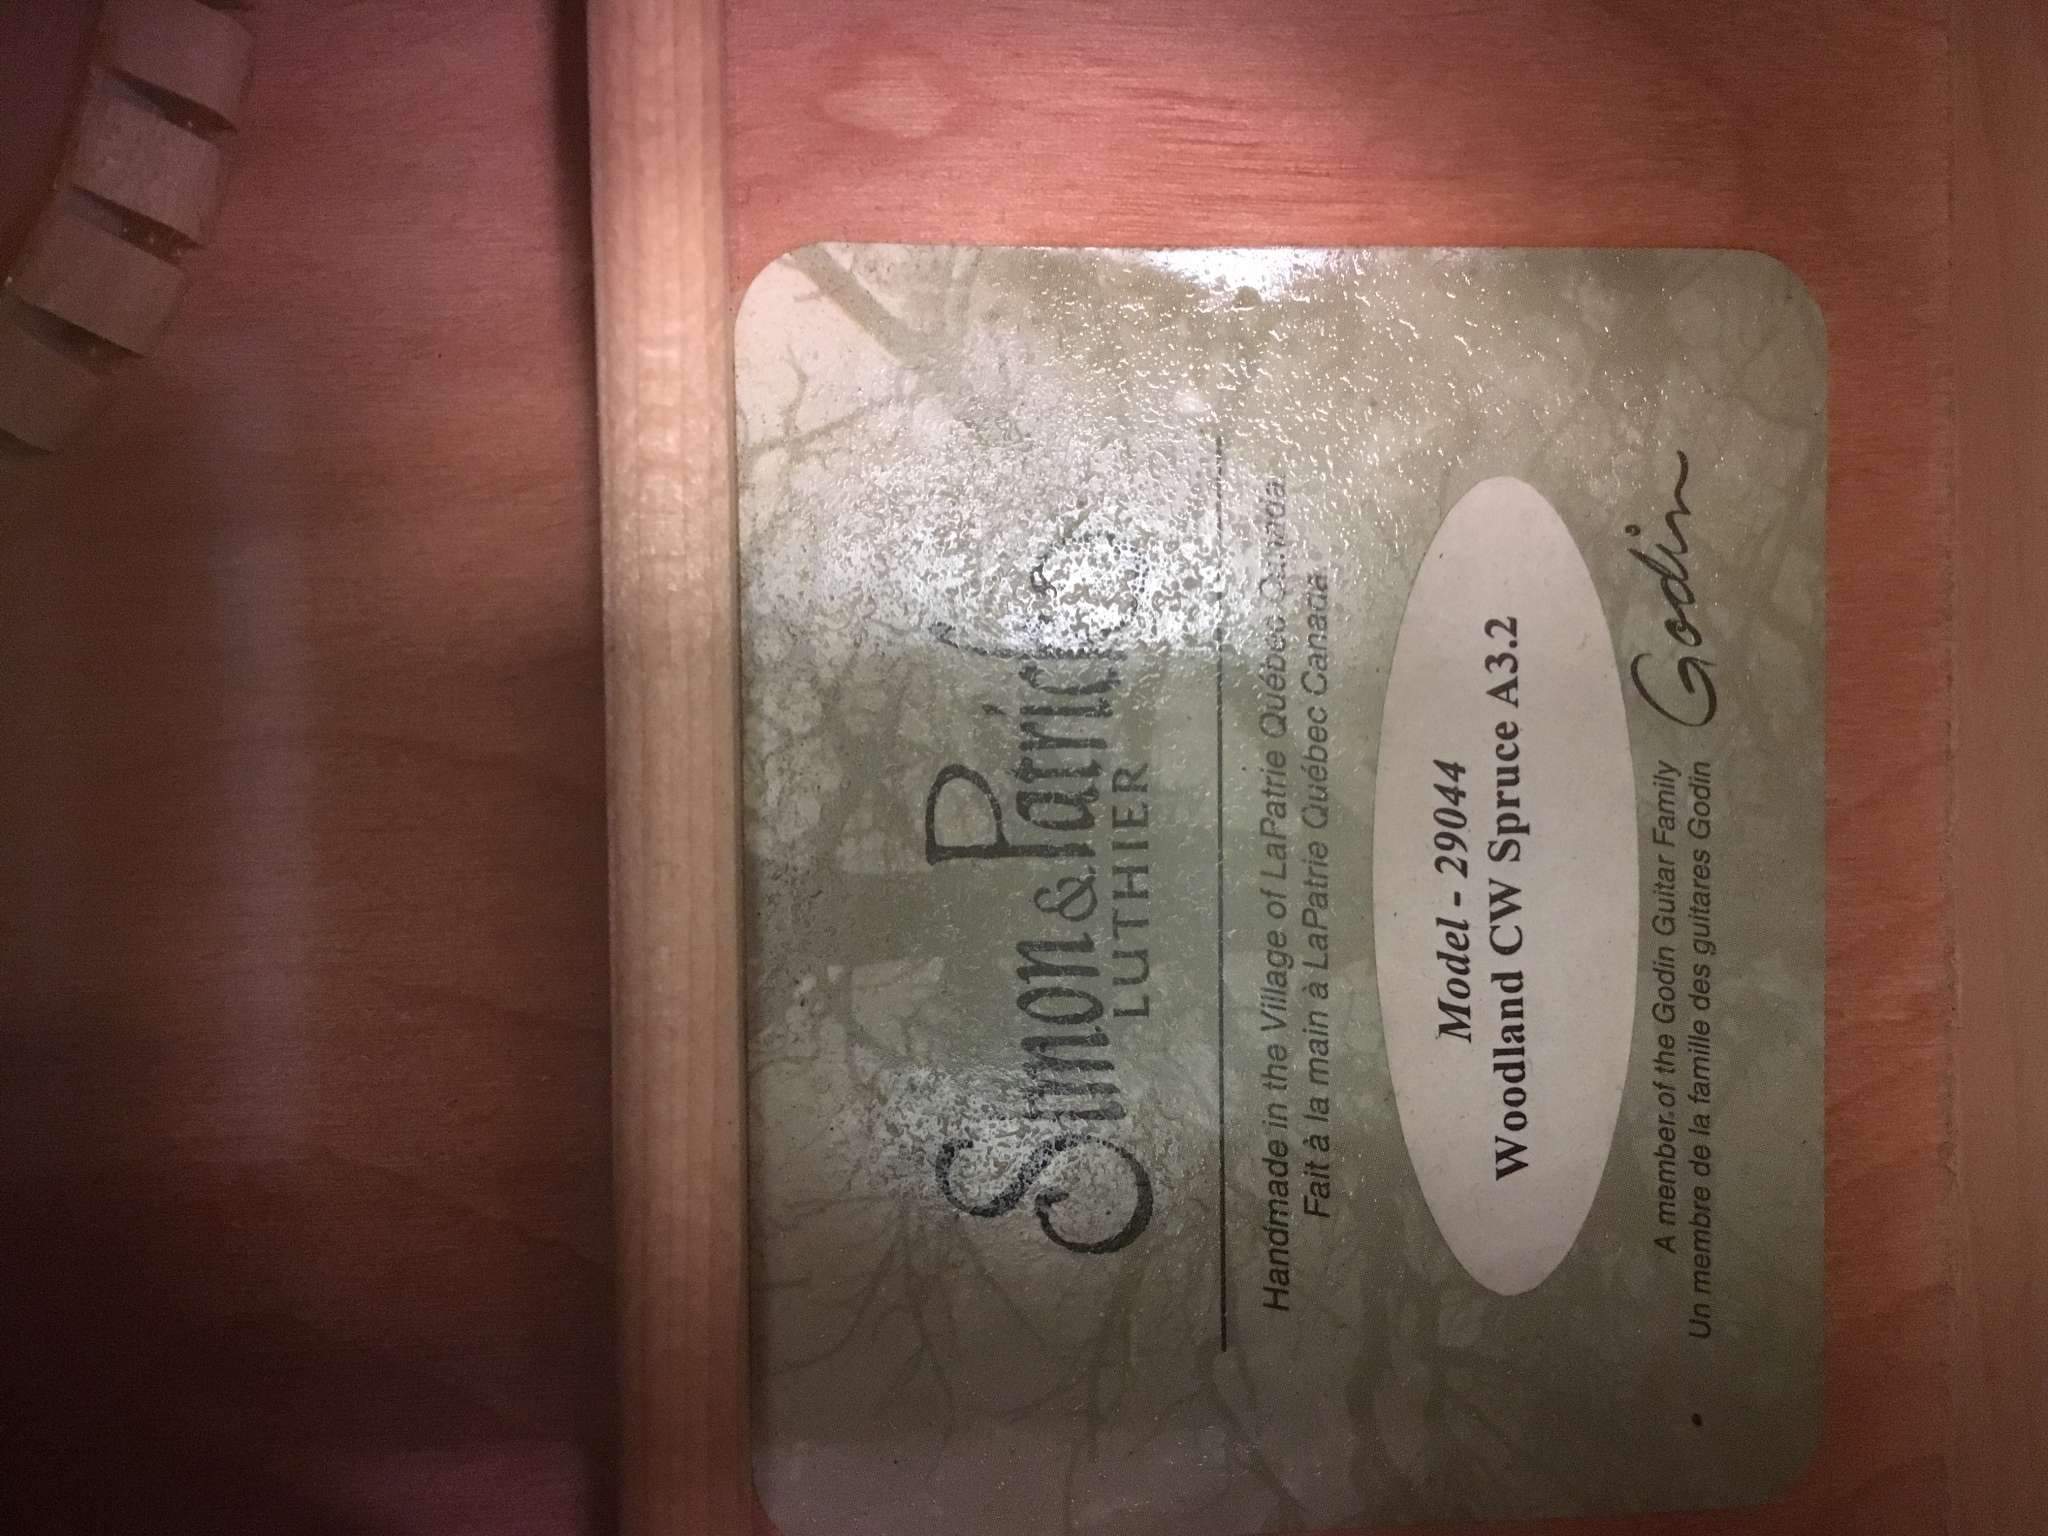 Simon & Patrick
LUTHIER
Handmade in the Village of LaPatrie Québec Canada
Fait à la main à LaPatrie Québec Canada
Model - 29044
Woodland CW Spruce A3.2
A member of the Godin Guitar Family
Un membre de la famille des guitares Godin
Godin